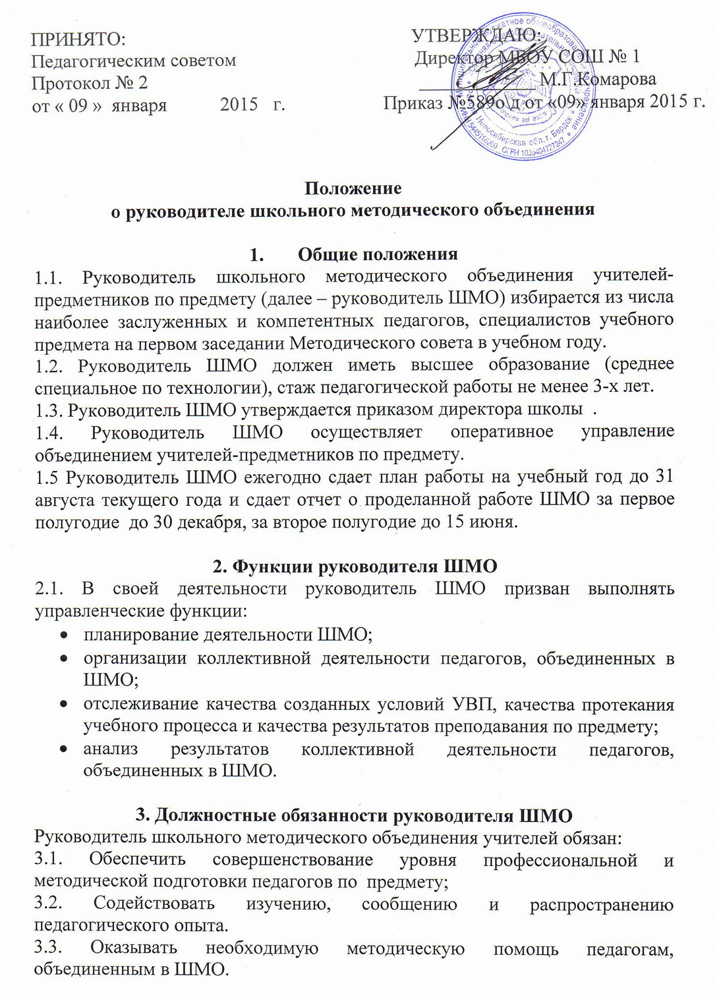 ПРИНЯТО:
Педагогическим советом
Протокол № 2
от « 09 » января 2015 г.
УТВЕРЖДАЮ:
Директор МБОУ СОШ № 1
М.Г.Комарова
Приказ №589о\д от «09» января 2015 г.
Новосибирская обл. г. Бердск
Положение
о руководителе школьного методического объединения
1. Общие положения
1.1. Руководитель школьного методического объединения учителей-
предметников по предмету (далее – руководитель ШМО) избирается из числа
наиболее заслуженных и компетентных педагогов, специалистов учебного
предмета на первом заседании Методического совета в учебном году.
1.2. Руководитель ШМО должен иметь высшее образование (среднее
специальное по технологии), стаж педагогической работы не менее 3-х лет.
1.3. Руководитель ШМО утверждается приказом директора школы .
1.4. Руководитель ШМО осуществляет оперативное управление
объединением учителей-предметников по предмету.
1.5 Руководитель ШМО ежегодно сдает план работы на учебный год до 31
августа текущего года и сдает отчет о проделанной работе ШМО за первое
полугодие до 30 декабря, за второе полугодие до 15 июня.
2. Функции руководителя ШМО
2.1. В своей деятельности руководитель ШМО призван выполнять
управленческие функции:
• планирование деятельности ШМО;
• организации коллективной деятельности педагогов, объединенных в
ШМО;
• отслеживание качества созданных условий УВП, качества протекания
учебного процесса и качества результатов преподавания по предмету;
• анализ результатов коллективной деятельности педагогов,
объединенных в ШМО.
3. Должностные обязанности руководителя ШМО
Руководитель школьного методического объединения учителей обязан:
3.1. Обеспечить совершенствование уровня профессиональной и
методической подготовки педагогов по предмету;
3.2. Содействовать изучению, сообщению и распространению
педагогического опыта.
3.3. Оказывать необходимую методическую помощь педагогам,
объединенным в ШМО.